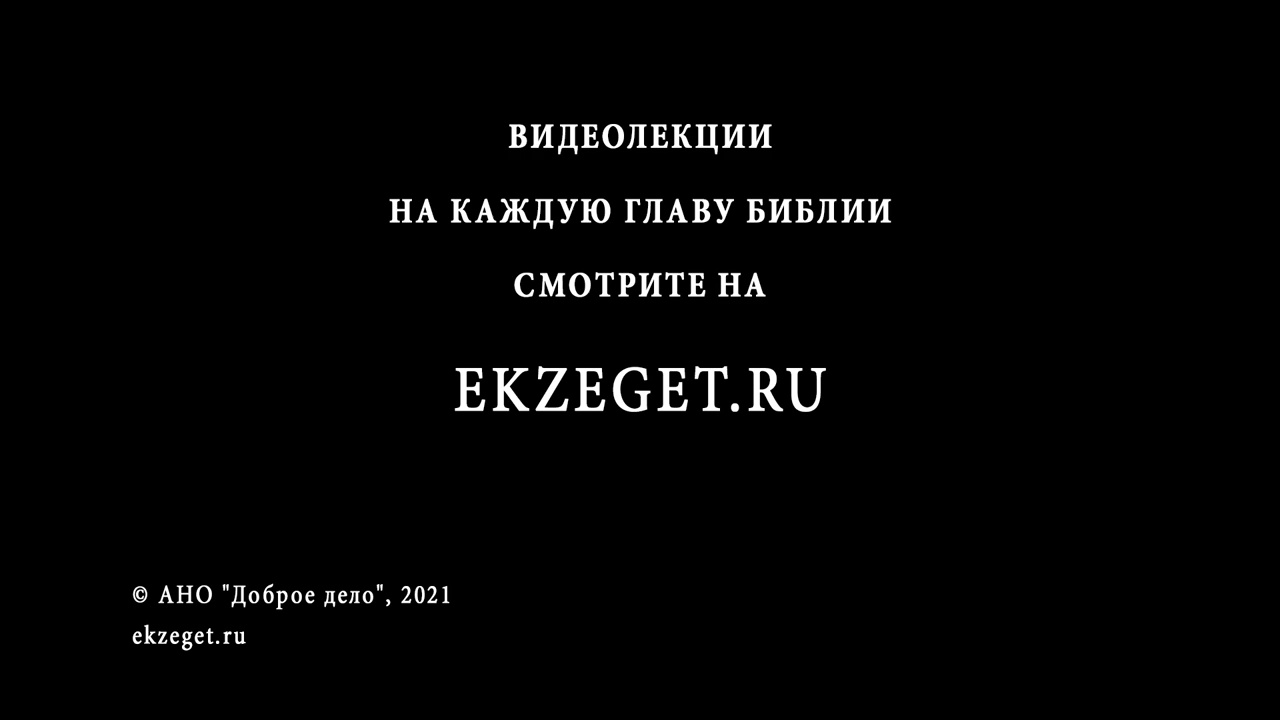 ВИДЕОЛЕКЦИИ
НА КАЖДУЮ ГЛАВУ БИБЛИИ
СМОТРИТЕ НА
EKZEGET.RU
© АНО "Доброе дело", 2021
ekzeget.ru